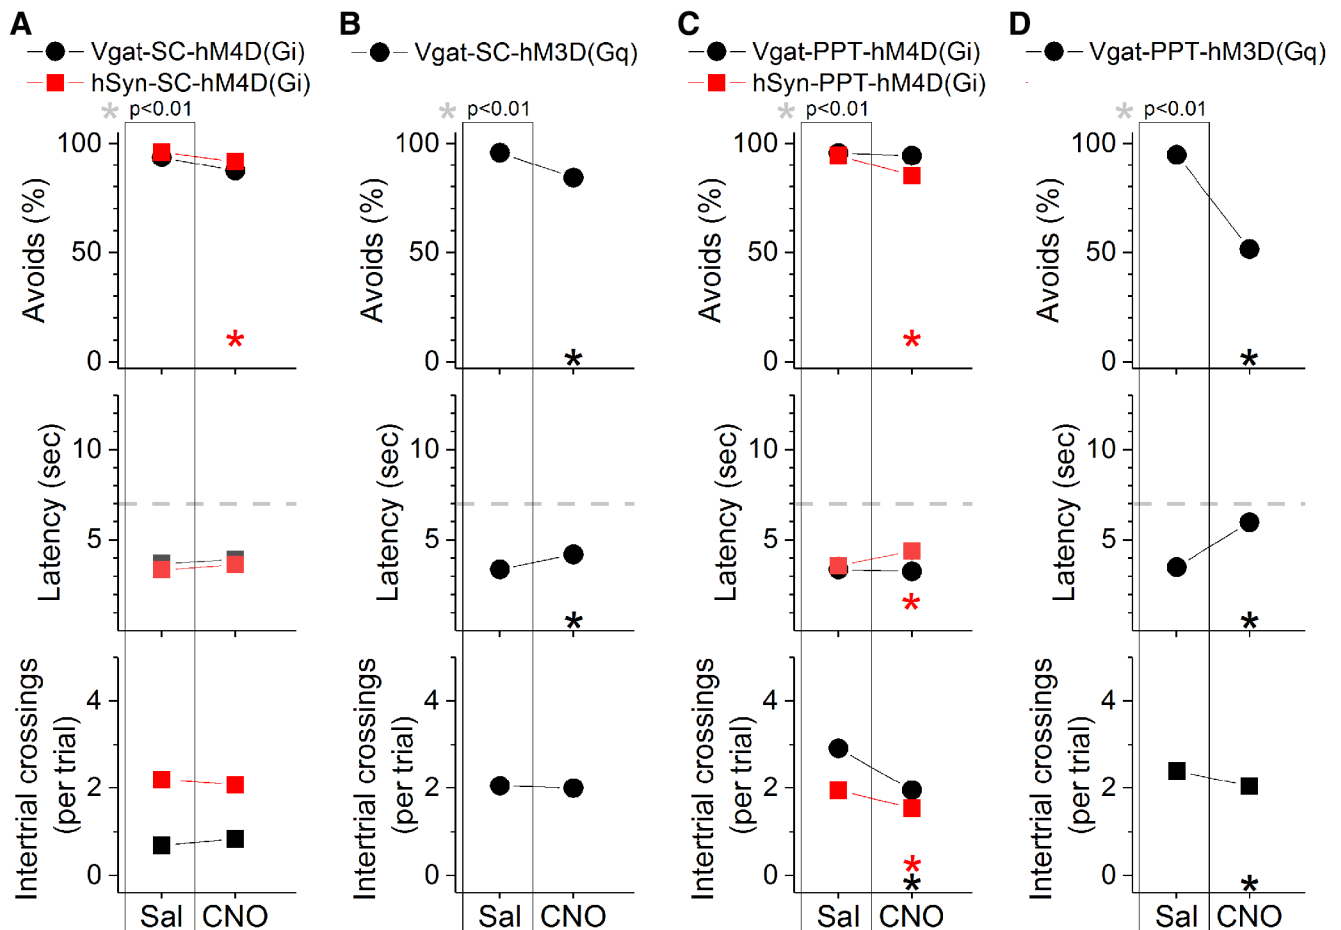 A
Vgat-SC-hM4D(Gi)
hSyn-SC-hM4D(Gi)
* p<0.01
Avoids (%)
100
50
0
*
Latency (sec)
10
5
Intertrial crossings
(per trial)
4
2
0
Sal CNO
B
Vgat-SC-hM3D(Gq)
* p<0.01
Avoids (%)
100
50
0
*
Latency (sec)
10
5
*
Intertrial crossings
(per trial)
4
2
0
Sal CNO
C
Vgat-PPT-hM4D(Gi)
hSyn-PPT-hM4D(Gi)
* p<0.01
Avoids (%)
100
50
0
*
Latency (sec)
10
5
*
Intertrial crossings
(per trial)
4
2
0
*
*
Sal CNO
D
Vgat-PPT-hM3D(Gq)
* p<0.01
Avoids (%)
100
50
0
*
Latency (sec)
10
5
*
Intertrial crossings
(per trial)
4
2
0
*
Sal CNO